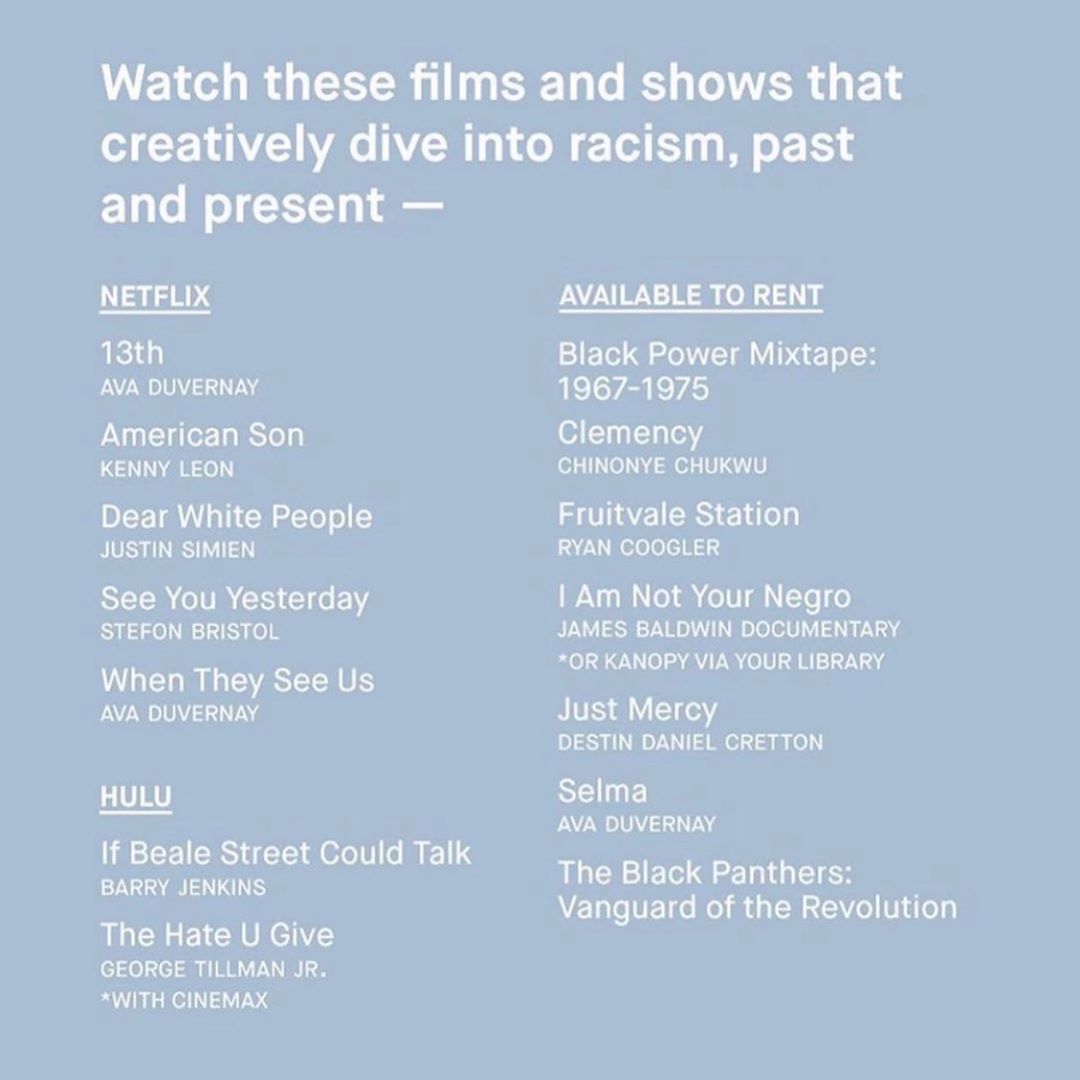 Watch these films and shows that
creatively dive into racism, past
and present —
NETFLIX
13th
AVA DUVERNAY
American Son
KENNY LEON
Dear White People
JUSTIN SIMIEN
See You Yesterday
STEFON BRISTOL
When They See Us
AVA DUVERNAY
HULU
If Beale Street Could Talk
BARRY JENKINS
The Hate U Give
GEORGE TILLMAN JR.
*WITH CINEMAX
AVAILABLE TO RENT
Black Power Mixtape:
1967-1975
Clemency
CHINONYE CHUKWU
Fruitvale Station
RYAN COOGLER
I Am Not Your Negro
JAMES BALDWIN DOCUMENTARY
*OR KANOPY VIA YOUR LIBRARY
Just Mercy
DESTIN DANIEL CRETTON
Selma
AVA DUVERNAY
The Black Panthers:
Vanguard of the Revolution